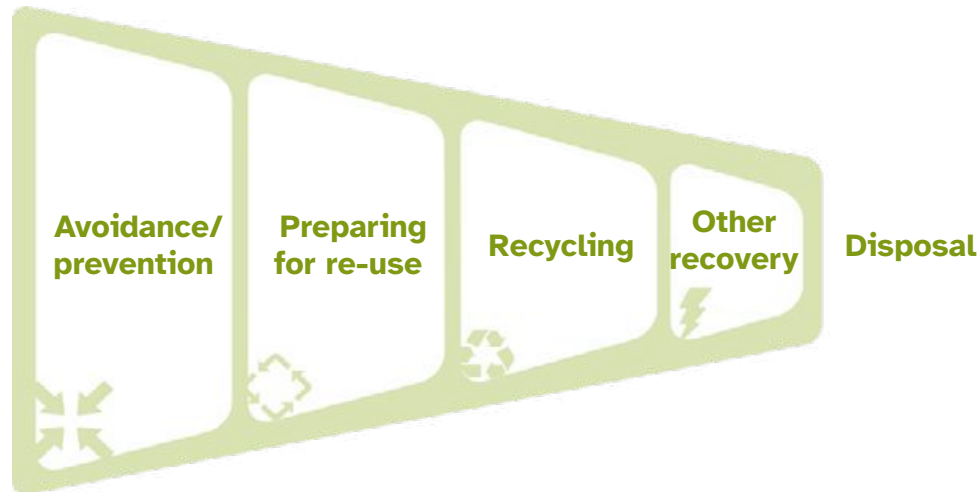 Avoidance/
prevention
Preparing
for re-use
Recycling
Other
recovery
Disposal